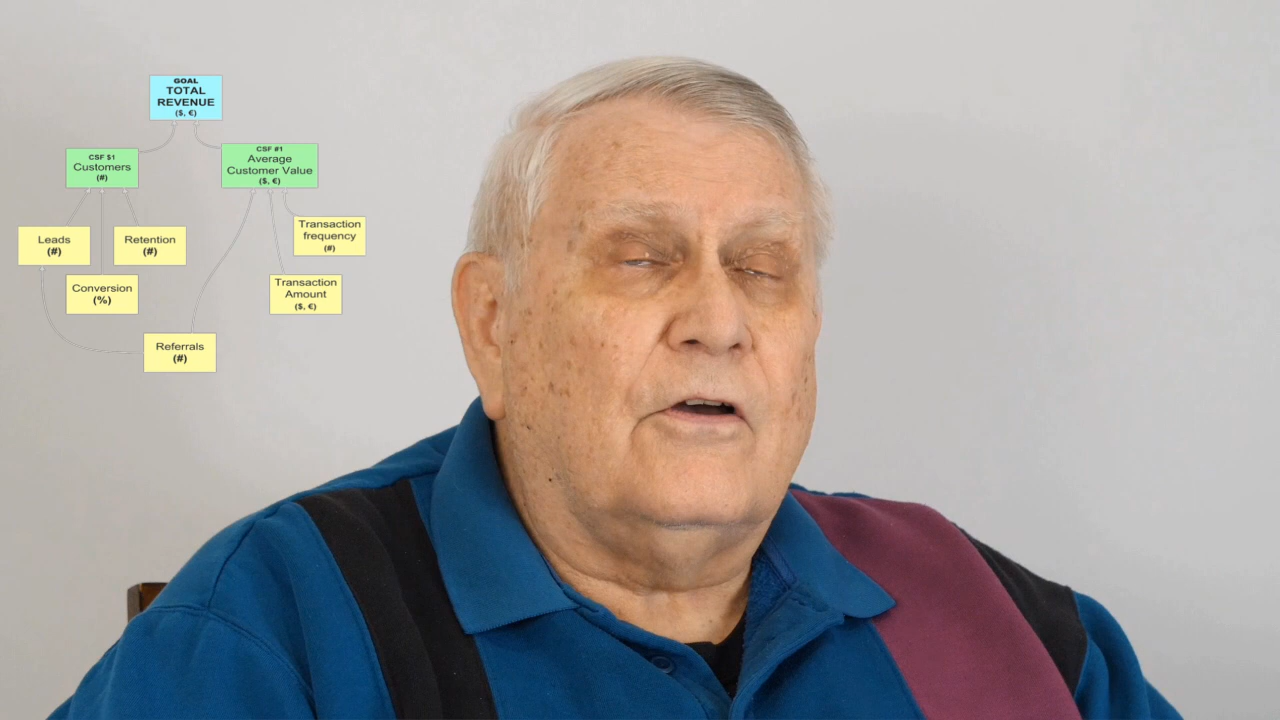 GOAL
TOTAL
REVENUE
($, €)
CSF $1
Customers
(#)
CSF #1
Average
Customer Value
($, €)
Leads
(#)
Retention
(#)
Transaction
frequency
(#)
Conversion
(%)
Transaction
Amount
($, €)
Referrals
(#)